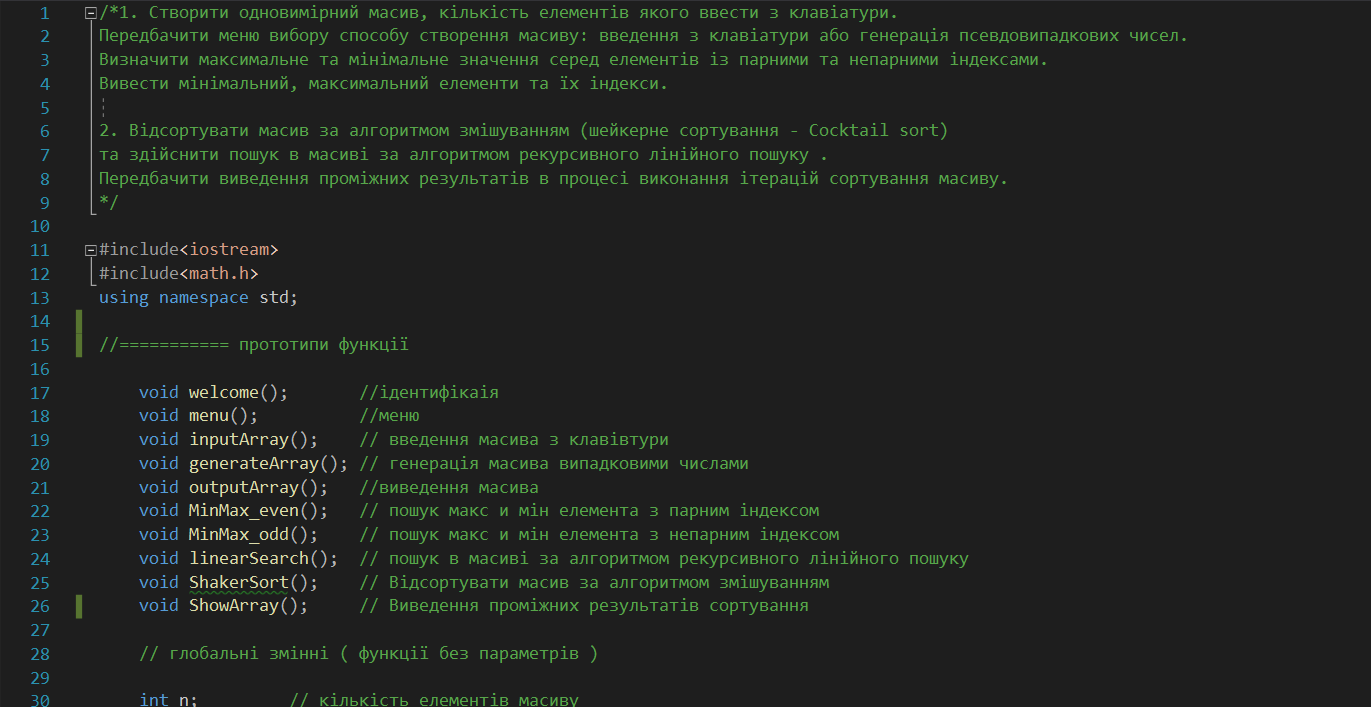 1 /*1. Створити одновимірний масив, кількість елементів якого ввести з клавіатури.
2 Передбачити меню вибору способу створення масиву: введення з клавіатури або генерація псевдовипадкових чисел.
3 Визначити максимальне та мінімальне значення серед елементів із парними та непарними індексами.
4 Вивести мінімальний, максимальний елементи та їх індекси.
5
6 2. Відсортувати масив за алгоритмом змішуванням (шейкерне сортування - Cocktail sort)
7 та здійснити пошук в масиві за алгоритмом рекурсивного лінійного пошуку .
8 Передбачити виведення проміжних результатів в процесі виконання ітерацій сортування масиву.
9 */
10
11 #include<iostream>
12 #include<math.h>
13 using namespace std;
14
15 //=========== прототипи функції
16
17 void welcome(); //ідентифікаія
18 void menu(); //меню
19 void inputArray(); // введення масива з клавівтури
20 void generateArray(); // генерація масива випадковими числами
21 void outputArray(); //виведення масива
22 void MinMax_even(); // пошук макс и мін елемента з парним індексом
23 void MinMax_odd(); // пошук макс и мін елемента з непарним індексом
24 void linearSearch(); // пошук в масиві за алгоритмом рекурсивного лінійного пошуку
25 void ShakerSort(); // Відсортувати масив за алгоритмом змішуванням
26 void ShowArray(); // Виведення проміжних результатів сортування
27
28 // глобальні змінні ( функції без параметрів )
29
30 int n; // кількість елементів масиву